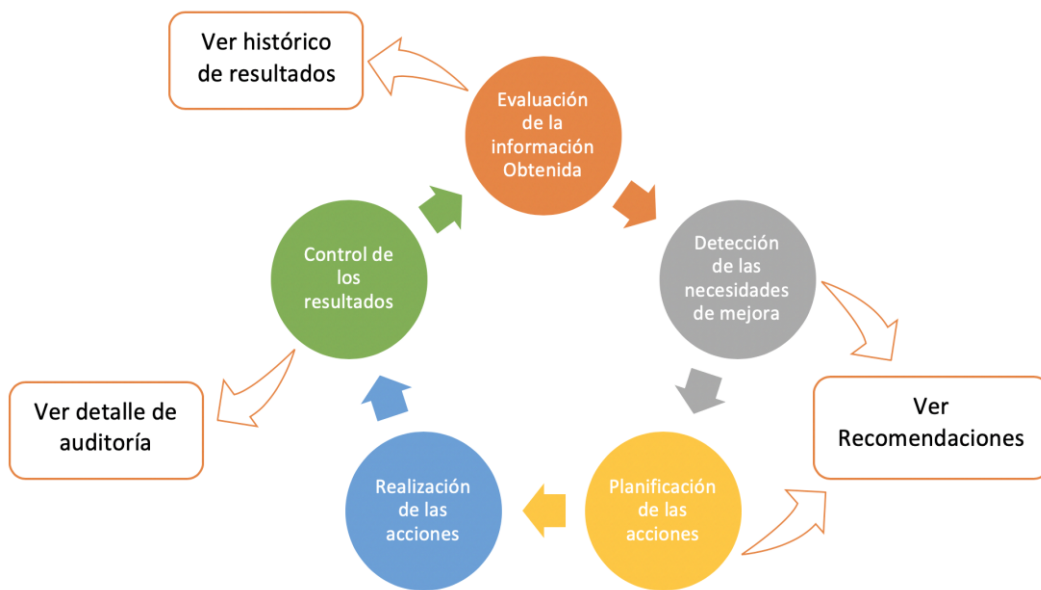 Ver histórico
de resultados
Evaluación
de la
información
Obtenida
Detección
de las
necesidades
de mejora
Ver
Recomendaciones
Planificación
de las
acciones
Realización
de las
acciones
Control de
los
resultados
Ver detalle de
auditoría